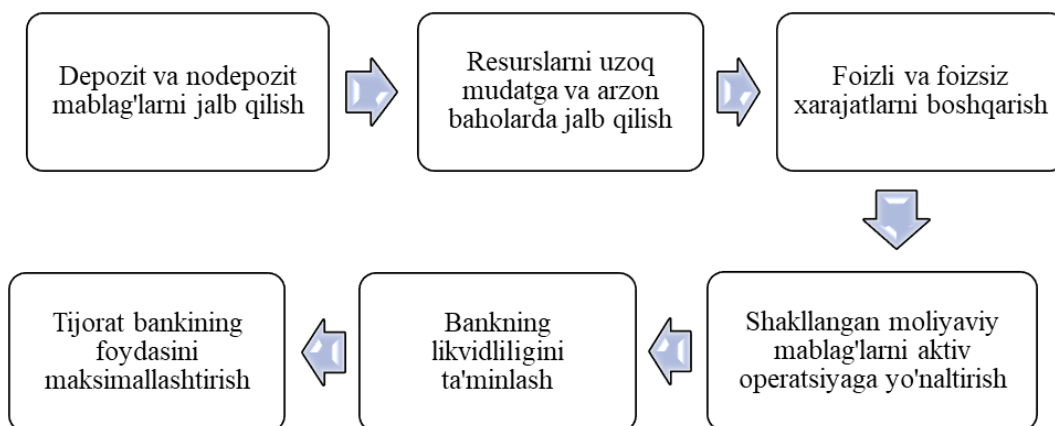 Depozit va nodepozit
mablag'larni jalb qilish
Resurslarni uzoq
mudatga va arzon
baholarda jalb qilish
Foizli va foizsiz
xarajatlarni boshqarish
Shakllangan moliyaviy
mablag'larni aktiv
operatsiyaga yo'naltirish
Bankning
likvidliligini
ta'minlash
Tijorat bankining
foydasini
maksimallashtirish